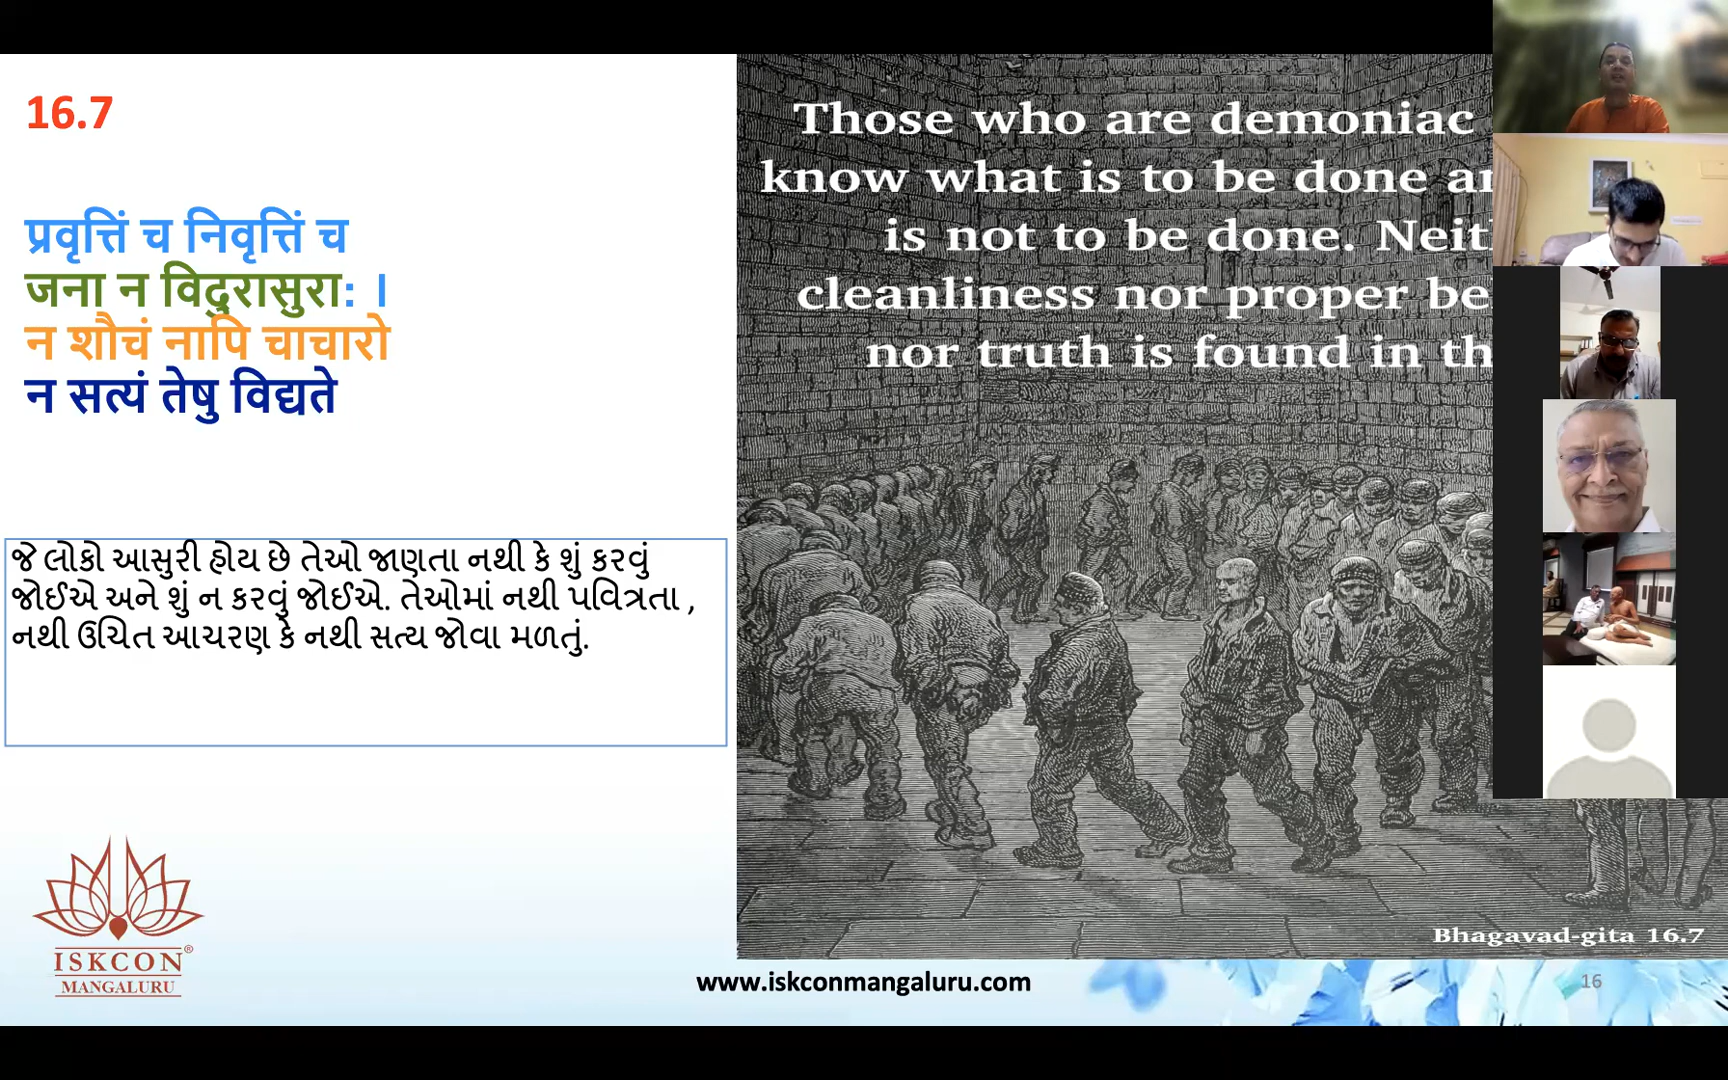 16.7
प्रवृत्तिं च निवृत्तिं च
जना न विदुरासुराः ।
न शौचं नापि चाचारो
न सत्यं तेषु विद्यते
જે લોકો આસુરી હોય છે તેઓ જાણતા નથી કે શું કરવું
જોઈએ અને શું ન કરવું જોઈએ. તેઓમાં નથી પવિત્રતા ,
નથી ઉચિત આચરણ કે નથી સત્ય જોવા મળતું.
Those who are demoniac
know what is to be done
is not to be done.
cleanliness nor proper
nor truth is found in
Bhagavad-gita 16.7
ISKCON®
MANGALURU
www.iskconmangaluru.com
16